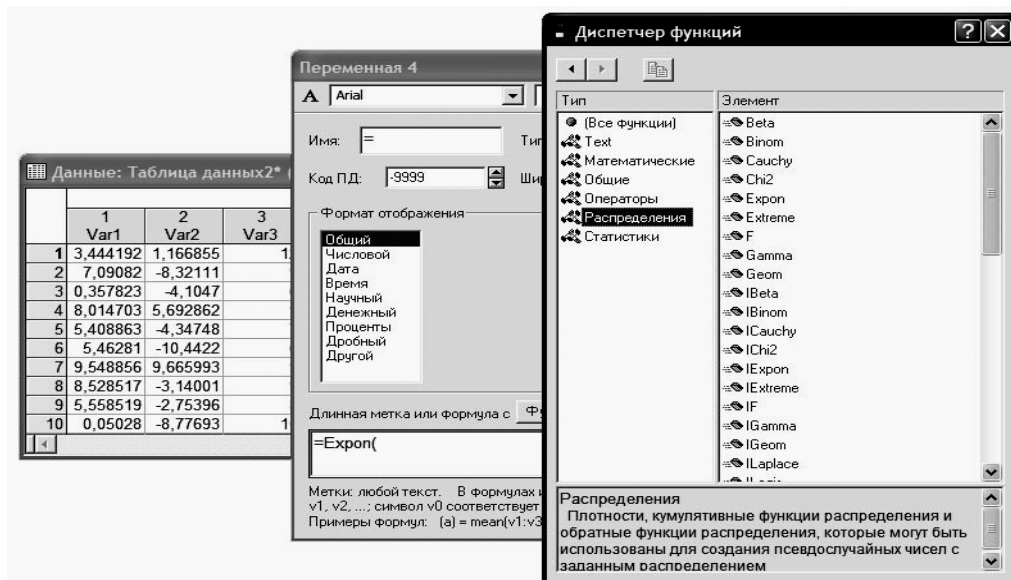 Данные: Таблица данных2* (
1 2 3
Var1 Var2 Var3
1 3,444192 1,166855
2 7,09082 -8,32111
3 0,357823 -4,1047
4 8,014703 5,692862
5 5,408863 -4,34748
6 5,46281 -10,4422
7 9,548856 9,665993
8 8,528517 -3,14001
9 5,558519 -2,75396
10 0,05028 -8,77693
Переменная 4
A Arial
Имя: =
Тип
Код ПД: -9999
Формат отображения
Общий
Числовой
Дата
Время
Научный
Денежный
Проценты
Дробный
Другой
Длинная метка или формула с
=Expon(
Метки: любой текст. В формулах
v1, v2, ...; символ v0 соответствует
Примеры формул: (a) = mean(v1:v3
Диспетчер функций
Тип
(Все функции)
Text
Математические
Общие
Операторы
Распределения
Статистики
Элемент
Beta
Binom
Cauchy
Chi2
Expon
Extreme
F
Gamma
Geom
IBeta
IBinom
ICauchy
IChi2
IExpon
IExtreme
IF
IGamma
IGeom
ILaplace
Распределения
Плотности, кумулятивные функции распределения и
обратные функции распределения, которые могут быть
использованы для создания псевдослучайных чисел с
заданным распределением